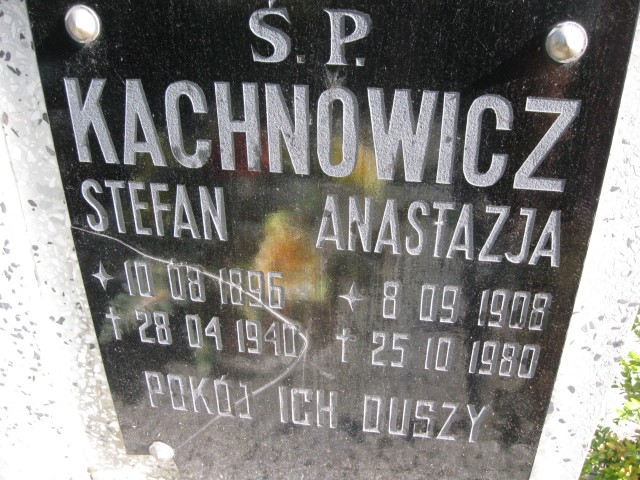 Ś. P.
KACHNOWICZ
STEFAN ANASTAZJA
10 08 1896 8 09 1908
† 28 04 1940 † 25 10 1980
POKÓJ ICH DUSZY